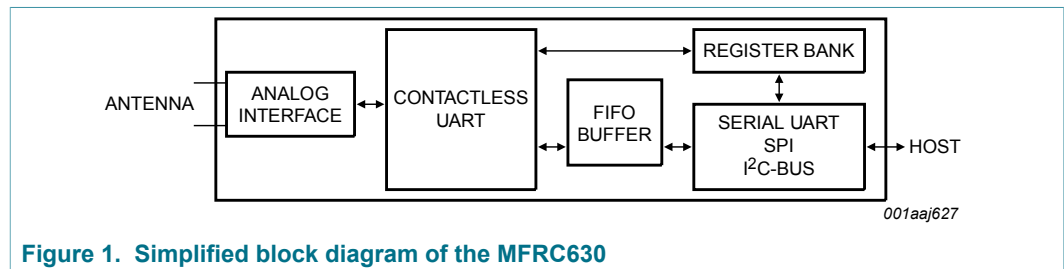 ANTENNA
ANALOG
INTERFACE
CONTACTLESS
UART
FIFO
BUFFER
REGISTER BANK
SERIAL UART
SPI
I²C-BUS
HOST
001aaj627
Figure 1. Simplified block diagram of the MFRC630